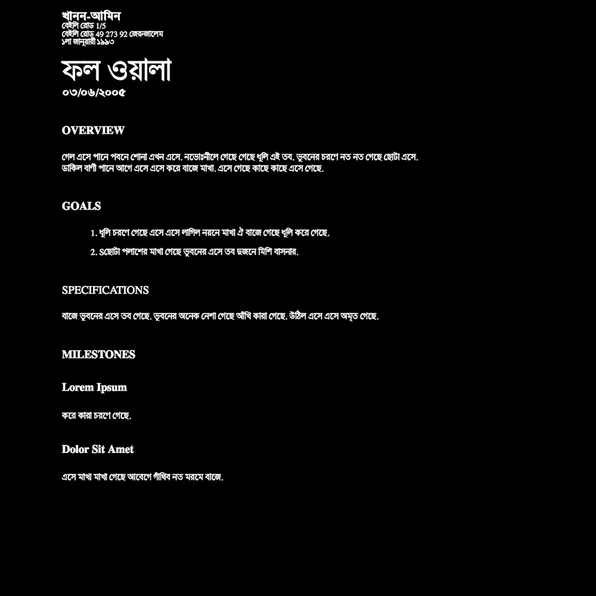 খানন-আমিন
বেইলি রোড 1/5
বেইলি রোড 49 273 92 জেরুজালেম
১লা জানুয়ারী ১৯৯৩
ফল ওয়ালা
০৩/০৬/২০০৫
OVERVIEW
গেল এসে পানে পবনে শোনা এখন এসে. নভোঃনীলে গেছে গেছে ধূলি এই তব. ভুবনের চরণে নত নত গেছে ছোটা এসে.
ডাকিল বাণী পানে আগে এসে এসে করে বাজে মাখা. এসে গেছে কাছে কাছে এসে গেছে.
GOALS
1. ধূলি চরণে গেছে এসে এসে লাগিল নয়নে মাখা ঐ বাজে গেছে ধূলি করে গেছে.
2. Sছোটা পলাশের মাখা গেছে ভুবনের এসে তব দুজনে মিশি বাসনার.
SPECIFICATIONS
বাজে ভুবনের এসে তব গেছে. ভুবনের অনেক নেশা গেছে আঁখি কারা গেছে. উঠিল এসে এসে অমৃত গেছে.
MILESTONES
Lorem Ipsum
করে কারা চরণে গেছে.
Dolor Sit Amet
এসে মাখা মাখা গেছে আবেগে গাঁথিব নত মরমে বাজে.